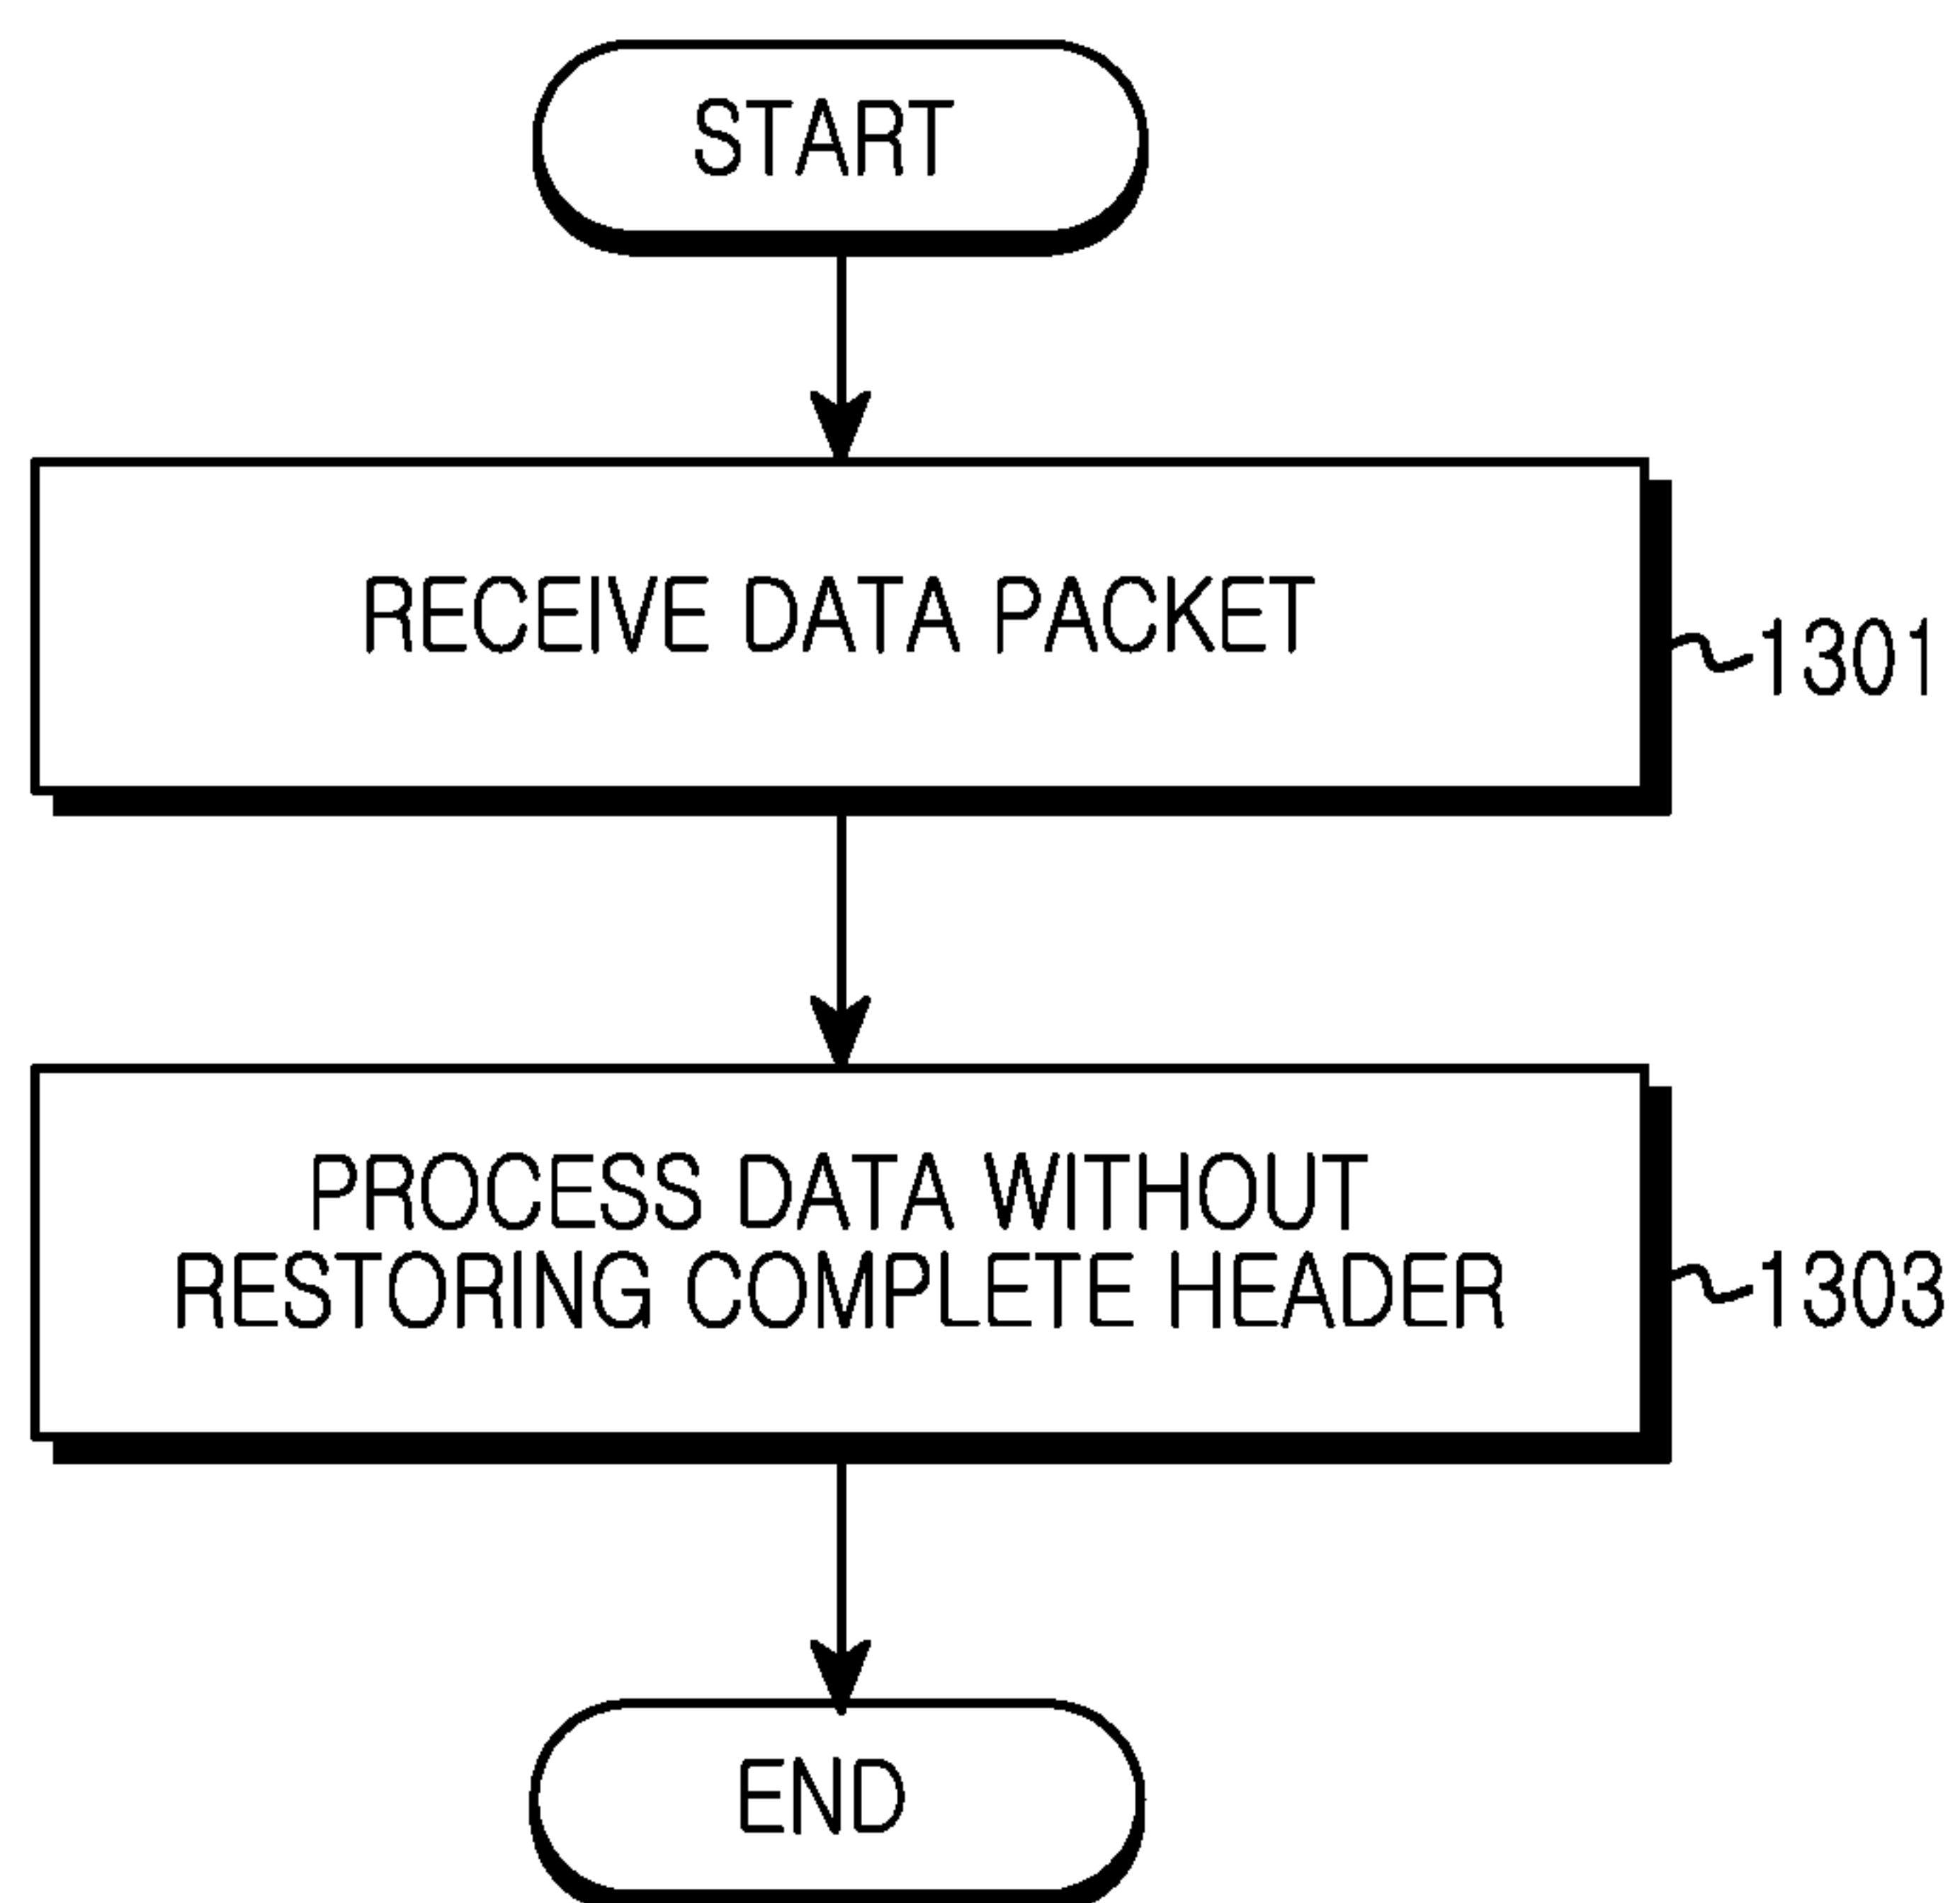 START
RECEIVE DATA PACKET
1301
PROCESS DATA WITHOUT
RESTORING COMPLETE HEADER
1303
END